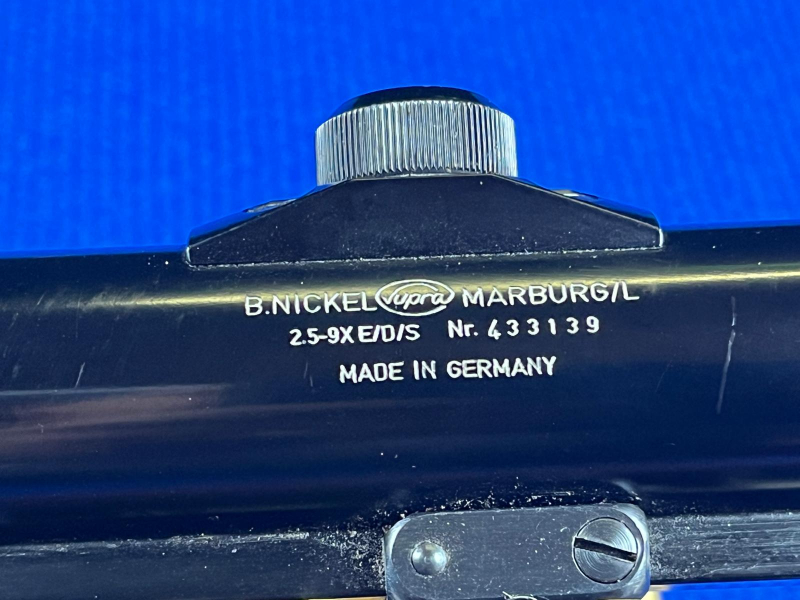 B.NICKEL Supra MARBURG/L
2.5-9X E/D/S Nr. 433139
MADE IN GERMANY